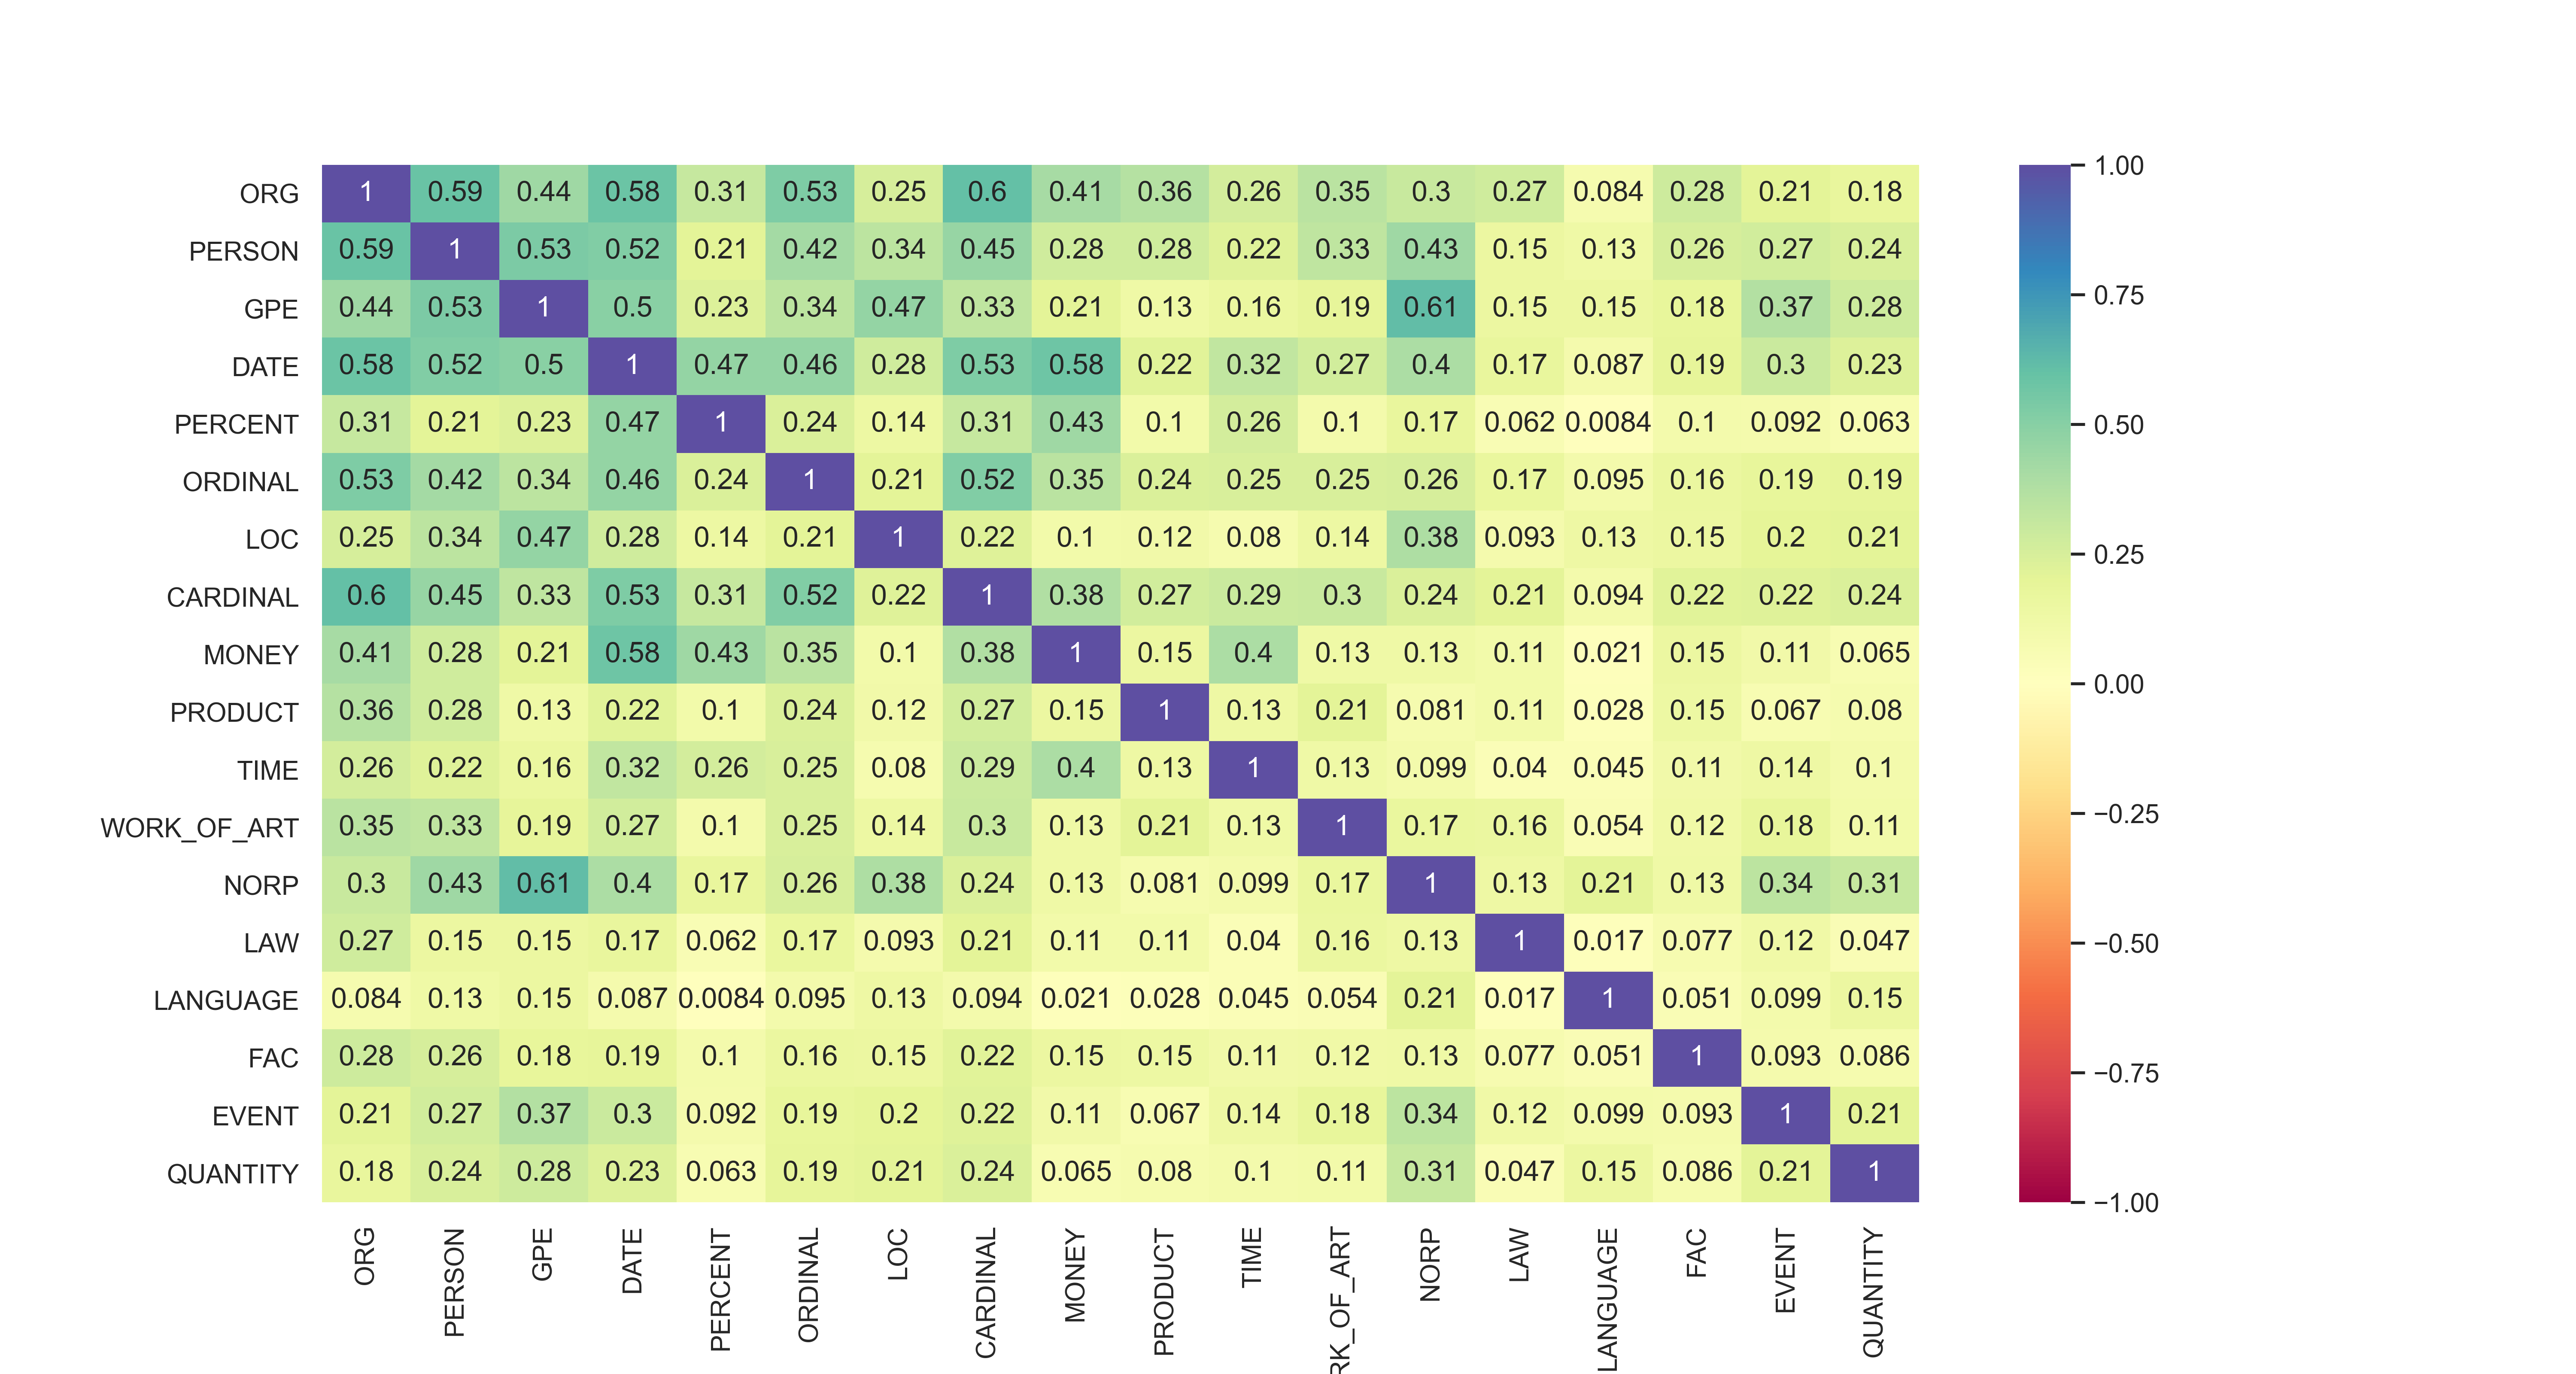 ORG 1 0.59 0.44 0.58 0.31 0.53 0.25 0.6 0.41 0.36 0.26 0.35 0.3 0.27 0.084 0.28 0.21 0.18
PERSON 0.59 1 0.53 0.52 0.21 0.42 0.34 0.45 0.28 0.28 0.22 0.33 0.43 0.15 0.13 0.26 0.27 0.24
GPE 0.44 0.53 1 0.5 0.23 0.34 0.47 0.33 0.21 0.13 0.16 0.19 0.61 0.15 0.15 0.18 0.37 0.28
DATE 0.58 0.52 0.5 1 0.47 0.46 0.28 0.53 0.58 0.22 0.32 0.27 0.4 0.17 0.087 0.19 0.3 0.23
PERCENT 0.31 0.21 0.23 0.47 1 0.24 0.14 0.31 0.43 0.1 0.26 0.1 0.17 0.062 0.0084 0.1 0.092 0.063
ORDINAL 0.53 0.42 0.34 0.46 0.24 1 0.21 0.52 0.35 0.24 0.25 0.25 0.26 0.17 0.095 0.16 0.19 0.19
LOC 0.25 0.34 0.47 0.28 0.14 0.21 1 0.22 0.1 0.12 0.08 0.14 0.38 0.093 0.13 0.15 0.2 0.21
CARDINAL 0.6 0.45 0.33 0.53 0.31 0.52 0.22 1 0.38 0.27 0.29 0.3 0.24 0.21 0.094 0.22 0.22 0.24
MONEY 0.41 0.28 0.21 0.58 0.43 0.35 0.1 0.38 1 0.15 0.4 0.13 0.13 0.11 0.021 0.15 0.11 0.065
PRODUCT 0.36 0.28 0.13 0.22 0.1 0.24 0.12 0.27 0.15 1 0.13 0.21 0.081 0.11 0.028 0.15 0.067 0.08
TIME 0.26 0.22 0.16 0.32 0.26 0.25 0.08 0.29 0.4 0.13 1 0.13 0.099 0.04 0.045 0.11 0.14 0.1
WORK_OF_ART 0.35 0.33 0.19 0.27 0.1 0.25 0.14 0.3 0.13 0.21 0.13 1 0.17 0.16 0.054 0.12 0.18 0.11
NORP 0.3 0.43 0.61 0.4 0.17 0.26 0.38 0.24 0.13 0.081 0.099 0.17 1 0.13 0.21 0.13 0.34 0.31
LAW 0.27 0.15 0.15 0.17 0.062 0.17 0.093 0.21 0.11 0.11 0.04 0.16 0.13 1 0.017 0.077 0.12 0.047
LANGUAGE 0.084 0.13 0.15 0.087 0.0084 0.095 0.13 0.094 0.021 0.028 0.045 0.054 0.21 0.017 1 0.051 0.099 0.15
FAC 0.28 0.26 0.18 0.19 0.1 0.16 0.15 0.22 0.15 0.15 0.11 0.12 0.13 0.077 0.051 1 0.093 0.086
EVENT 0.21 0.27 0.37 0.3 0.092 0.19 0.2 0.22 0.11 0.067 0.14 0.18 0.34 0.12 0.099 0.093 1 0.21
QUANTITY 0.18 0.24 0.28 0.23 0.063 0.19 0.21 0.24 0.065 0.08 0.1 0.11 0.31 0.047 0.15 0.086 0.21 1
ORG
PERSON
GPE
DATE
PERCENT
ORDINAL
LOC
CARDINAL
MONEY
PRODUCT
TIME
RK_OF_ART
NORP
LAW
LANGUAGE
FAC
EVENT
QUANTITY
1.00
0.75
0.50
0.25
0.00
−0.25
−0.50
−0.75
−1.00